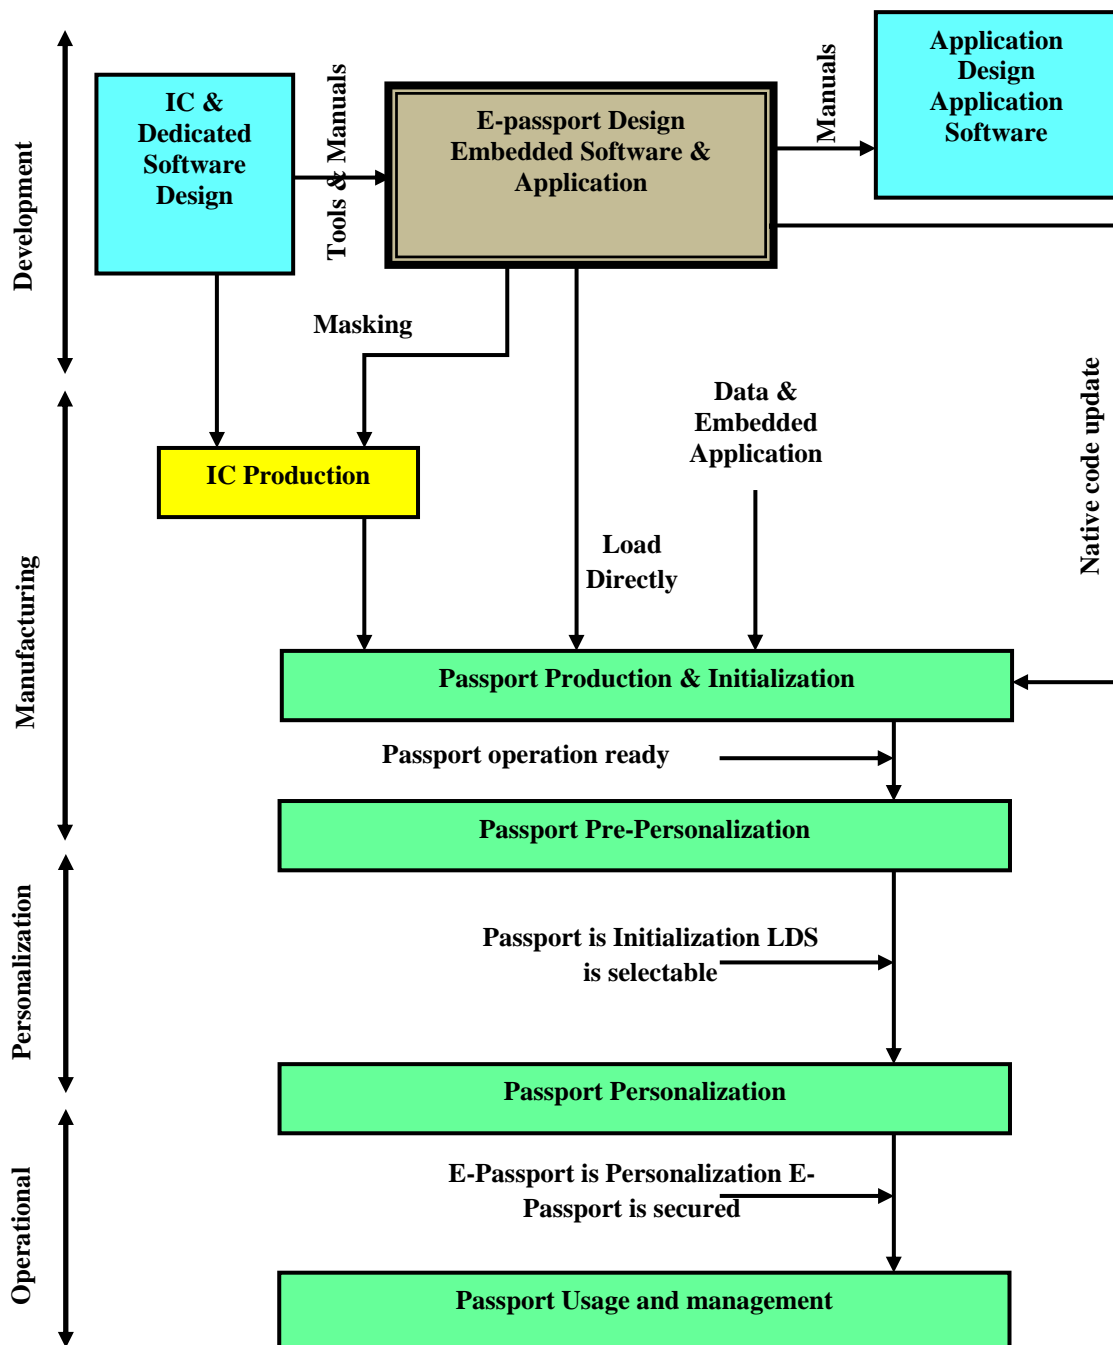 Development
IC &
Dedicated
Software
Design
Tools & Manuals
E-passport Design
Embedded Software &
Application
Manuals
Application
Design
Application
Software
Masking
Native code update
Manufacturing
IC Production
Data &
Embedded
Application
Load
Directly
Passport Production & Initialization
Passport operation ready
Passport Pre-Personalization
Personalization
Passport is Initialization LDS
is selectable
Passport Personalization
Operational
E-Passport is Personalization E-
Passport is secured
Passport Usage and management